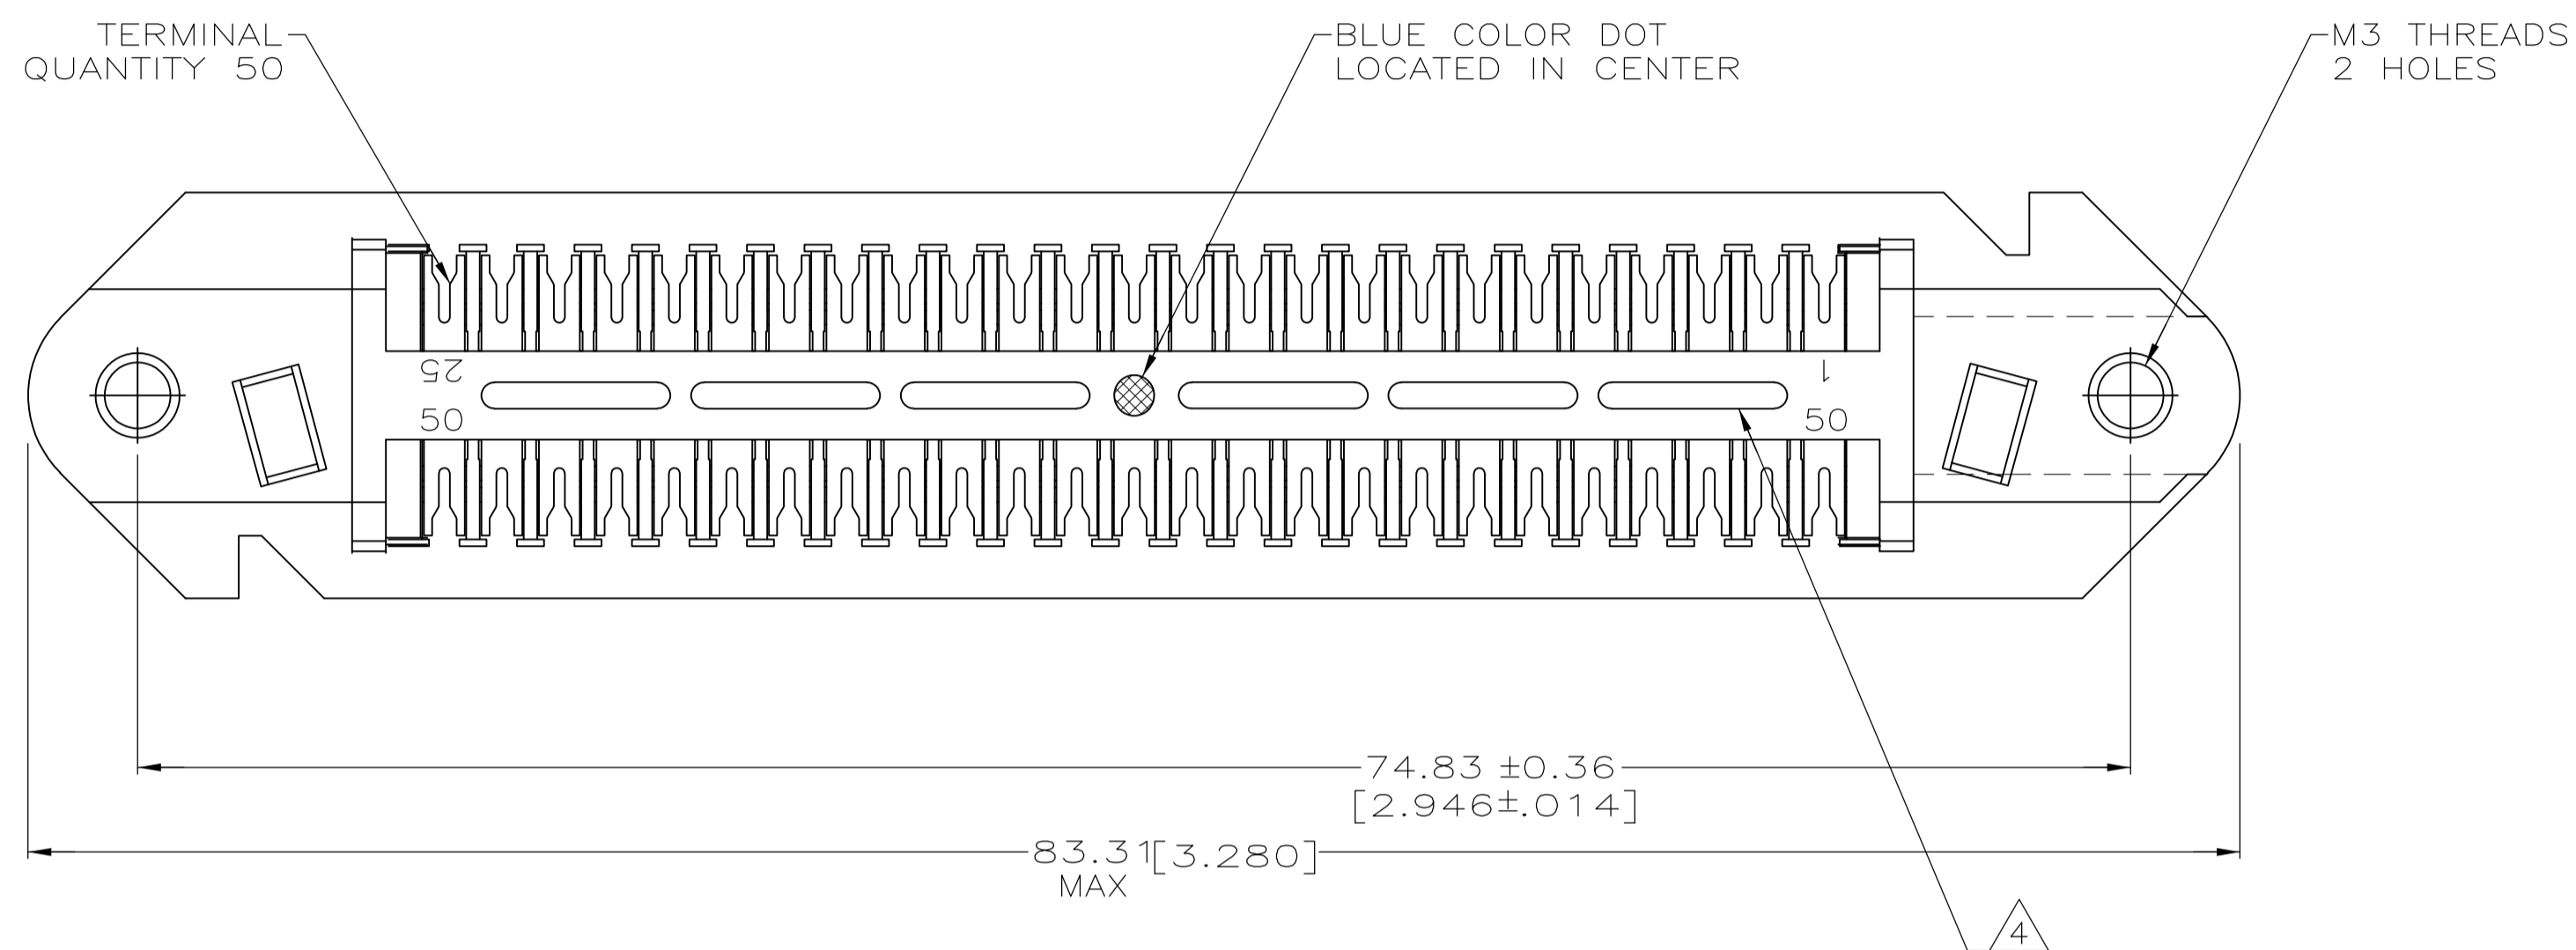 TERMINAL
QUANTITY 50
BLUE COLOR DOT
LOCATED IN CENTER
M3 THREADS
2 HOLES
25
1
50
50
74.83 ±0.36
[2.946±.014]
83.31[3.280]
MAX
4